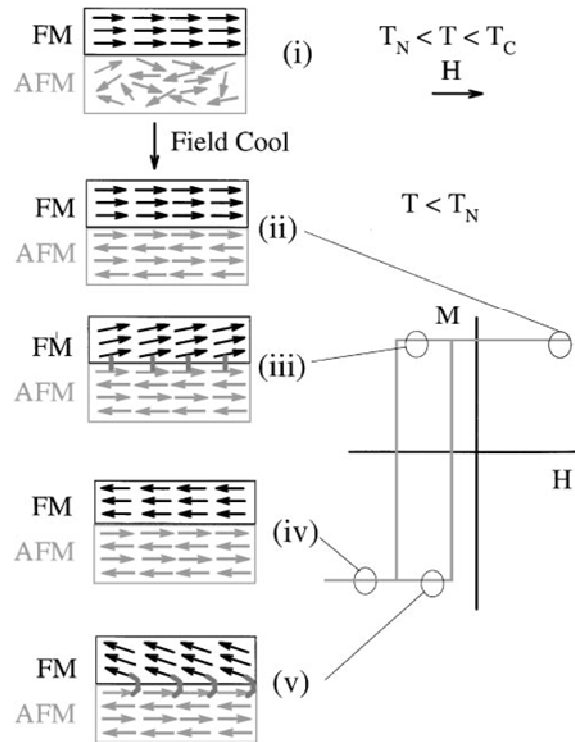 FM
AFM
(i)
T_N < T < T_C
H
Field Cool
FM
AFM
(ii)
T < T_N
FM
AFM
(iii)
M
H
FM
AFM
(iv)
FM
AFM
(v)